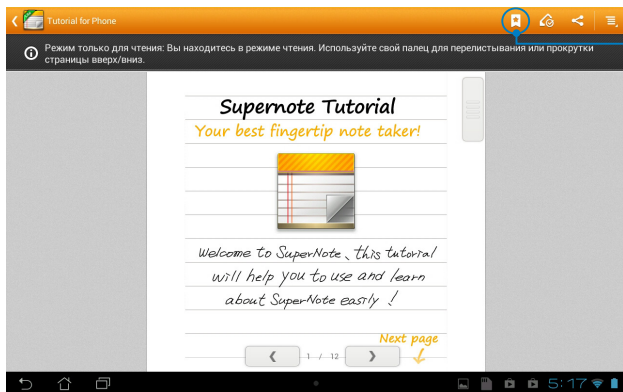 Tutorial for Phone
Режим только для чтения: Вы находитесь в режиме чтения. Используйте свой палец для перелистывания или прокрутки
страницы вверх/вниз.
Supernote Tutorial
Your best fingertip note taker!
Welcome to SuperNote、this tutorial
will help you to use and learn
about SuperNote easily !
Next page
1 / 12
5:17